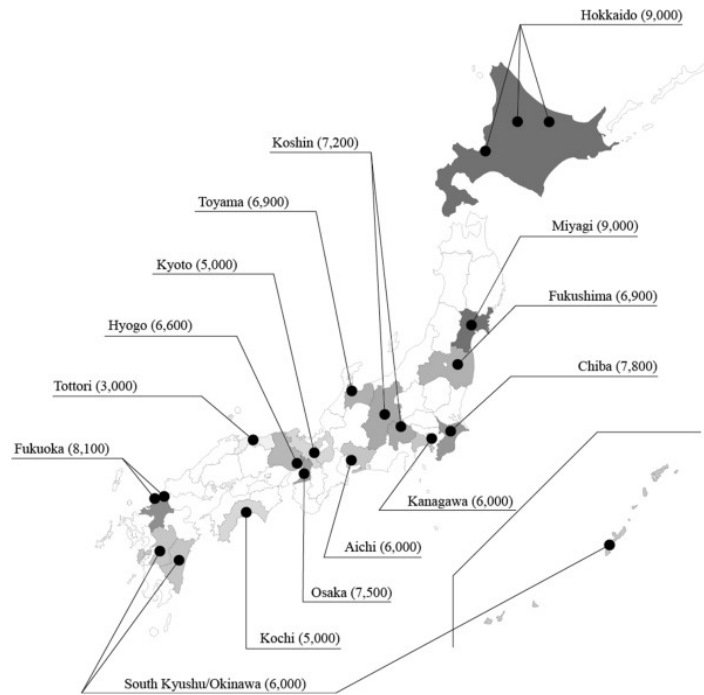 Hokkaido (9,000)
Koshin (7,200)
Toyama (6,900)
Miyagi (9,000)
Kyoto (5,000)
Fukushima (6,900)
Hyogo (6,600)
Chiba (7,800)
Tottori (3,000)
Fukuoka (8,100)
Kanagawa (6,000)
Aichi (6,000)
Osaka (7,500)
Kochi (5,000)
South Kyushu/Okinawa (6,000)